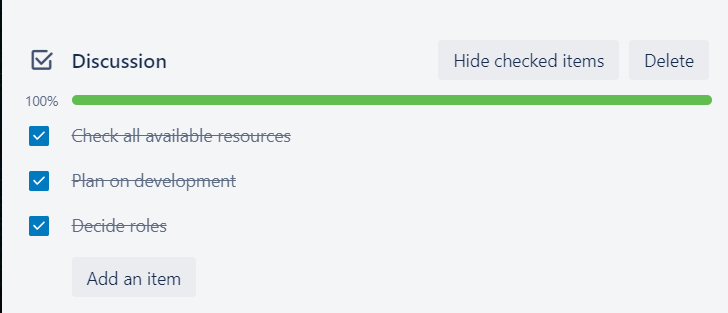 Discussion
Hide checked items
Delete
100%
Check all available resources
Plan on development
Decide roles
Add an item